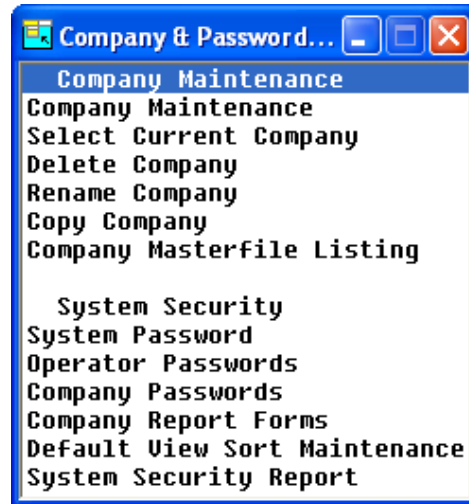 Company & Password...
Company Maintenance
Company Maintenance
Select Current Company
Delete Company
Rename Company
Copy Company
Company Masterfile Listing
System Security
System Password
Operator Passwords
Company Passwords
Company Report Forms
Default View Sort Maintenance
System Security Report